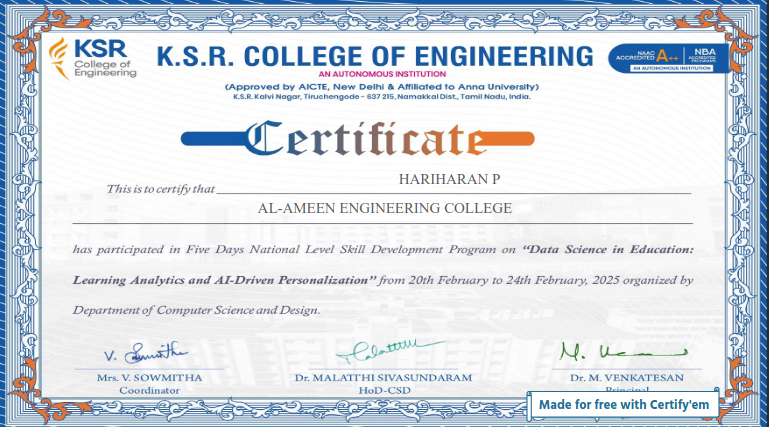 KSR
College of
Engineering
K.S.R. COLLEGE OF ENGINEERING
AN AUTONOMOUS INSTITUTION
(Approved by AICTE, New Delhi & Affiliated to Anna University)
K.S.R. Kalvi Nagar, Tiruchengode - 637 215, Namakkal Dist., Tamil Nadu, India.
NAAC
ACCREDITED A++
NBA
ACCREDITED
PROGRAMS
AN AUTONOMOUS INSTITUTION
Certificate
This is to certify that HARIHARAN P
AL-AMEEN ENGINEERING COLLEGE
has participated in Five Days National Level Skill Development Program on “Data Science in Education:
Learning Analytics and AI-Driven Personalization” from 20th February to 24th February, 2025 organized by
Department of Computer Science and Design.
Mrs. V. SOWMITHA
Coordinator
Dr. MALATHI SIVASUNDARAM
HoD-CSD
Dr. M. VENKATESAN
Principal
Made for free with Certify'em